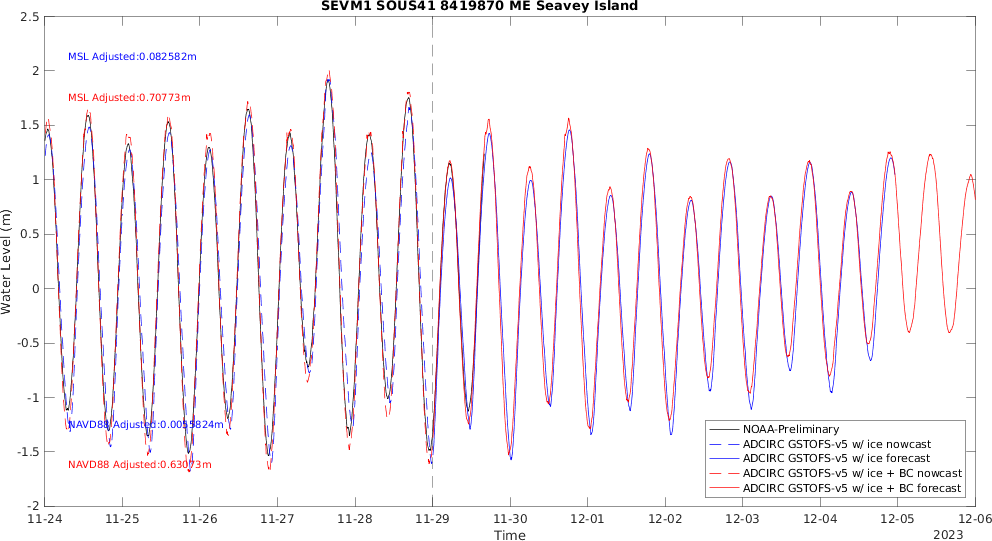 SEVM1 SOUS41 8419870 ME Seavey Island
2.5
2
1.5
1
0.5
0
-0.5
-1
-1.5
-2
Water Level (m)
MSL Adjusted:0.082582m
MSL Adjusted:0.70773m
NAVD88 Adjusted:0.0055824m
NAVD88 Adjusted:0.63073m
NOAA-Preliminary
ADCIRC GSTOFS-v5 w/ ice nowcast
ADCIRC GSTOFS-v5 w/ ice forecast
ADCIRC GSTOFS-v5 w/ ice + BC nowcast
ADCIRC GSTOFS-v5 w/ ice + BC forecast
11-24 11-25 11-26 11-27 11-28 11-29 11-30 12-01 12-02 12-03 12-04 12-05 12-06
Time
2023